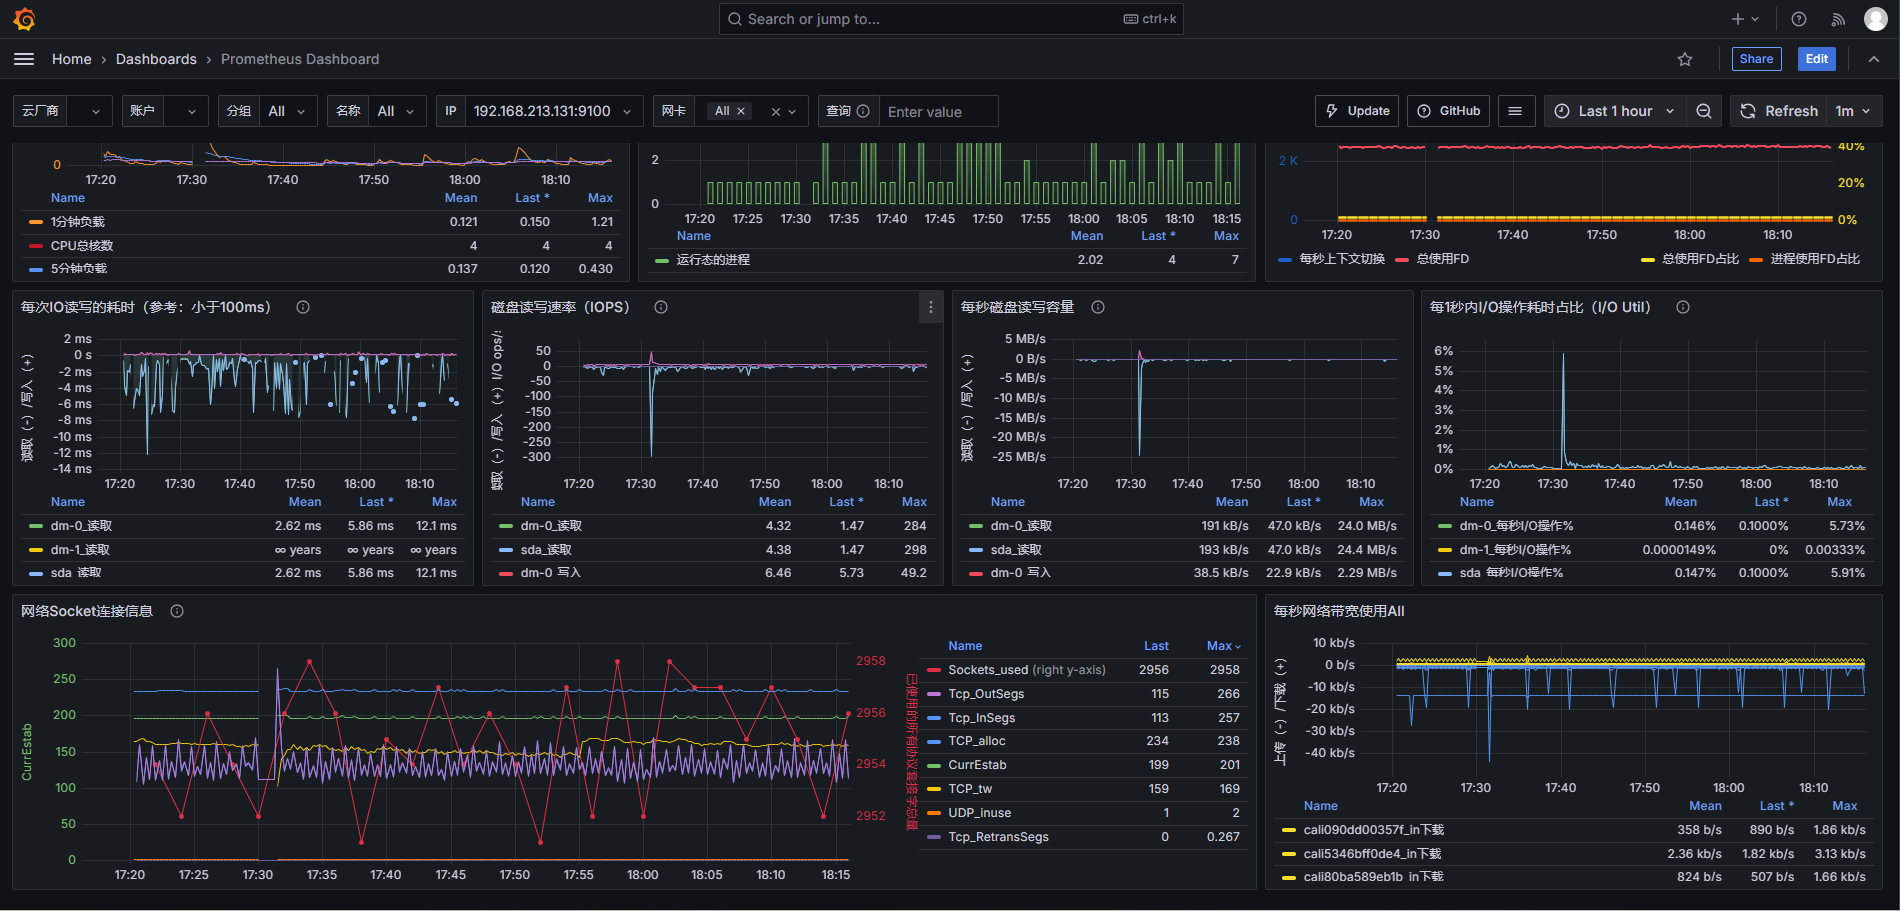 Search or jump to...
ctrl+k
Home › Dashboards › Prometheus Dashboard
Share
Edit
云厂商
账户
分组 All
名称 All
IP 192.168.213.131:9100
网卡 All
查询 Enter value
Update
GitHub
Last 1 hour
Refresh 1m
0
17:20 17:30 17:40 17:50 18:00 18:10
Name Mean Last * Max
1分钟负载 0.121 0.150 1.21
CPU总核数 4 4 4
5分钟负载 0.137 0.120 0.430
2
0
17:20 17:25 17:30 17:35 17:40 17:45 17:50 17:55 18:00 18:05 18:10 18:15
Name Mean Last * Max
运行态的进程 2.02 4 7
2 K
0
40%
20%
0%
17:20 17:30 17:40 17:50 18:00 18:10
每秒上下文切换 总使用FD 总使用FD占比 进程使用FD占比
每次IO读写的耗时（参考：小于100ms）
读取（-）/写入（+）
2 ms
0 s
-2 ms
-4 ms
-6 ms
-8 ms
-10 ms
-12 ms
-14 ms
17:20 17:30 17:40 17:50 18:00 18:10
Name Mean Last * Max
dm-0_读取 2.62 ms 5.86 ms 12.1 ms
dm-1_读取 ∞ years ∞ years ∞ years
sda_读取 2.62 ms 5.86 ms 12.1 ms
磁盘读写速率（IOPS）
读取（-）/写入（+）I/O ops/s
50
0
-50
-100
-150
-200
-250
-300
17:20 17:30 17:40 17:50 18:00 18:10
Name Mean Last * Max
dm-0_读取 4.32 1.47 284
sda_读取 4.38 1.47 298
dm-0_写入 6.46 5.73 49.2
每秒磁盘读写容量
读取（-）/写入（+）
5 MB/s
0 B/s
-5 MB/s
-10 MB/s
-15 MB/s
-20 MB/s
-25 MB/s
17:20 17:30 17:40 17:50 18:00 18:10
Name Mean Last * Max
dm-0_读取 191 kB/s 47.0 kB/s 24.0 MB/s
sda_读取 193 kB/s 47.0 kB/s 24.4 MB/s
dm-0_写入 38.5 kB/s 22.9 kB/s 2.29 MB/s
每1秒内I/O操作耗时占比（I/O Util）
6%
5%
4%
3%
2%
1%
0%
17:20 17:30 17:40 17:50 18:00 18:10
Name Mean Last * Max
dm-0_每秒I/O操作% 0.146% 0.1000% 5.73%
dm-1_每秒I/O操作% 0.0000149% 0% 0.00333%
sda_每秒I/O操作% 0.147% 0.1000% 5.91%
网络Socket连接信息
CurrEstab
300
250
200
150
100
50
0
2958
2956
2954
2952
已使用的所有协议套接字总量
17:20 17:25 17:30 17:35 17:40 17:45 17:50 17:55 18:00 18:05 18:10 18:15
Name Last Max
Sockets_used (right y-axis) 2956 2958
Tcp_OutSegs 115 266
Tcp_InSegs 113 257
TCP_alloc 234 238
CurrEstab 199 201
TCP_tw 159 169
UDP_inuse 1 2
Tcp_RetransSegs 0 0.267
每秒网络带宽使用All
上传（-）/下载（+）
10 kb/s
0 b/s
-10 kb/s
-20 kb/s
-30 kb/s
-40 kb/s
17:20 17:30 17:40 17:50 18:00 18:10
Name Mean Last * Max
cali090dd00357f_in下载 358 b/s 890 b/s 1.86 kb/s
cali5346bff0de4_in下载 2.36 kb/s 1.82 kb/s 3.13 kb/s
cali80ba589eb1b_in下载 824 b/s 507 b/s 1.66 kb/s